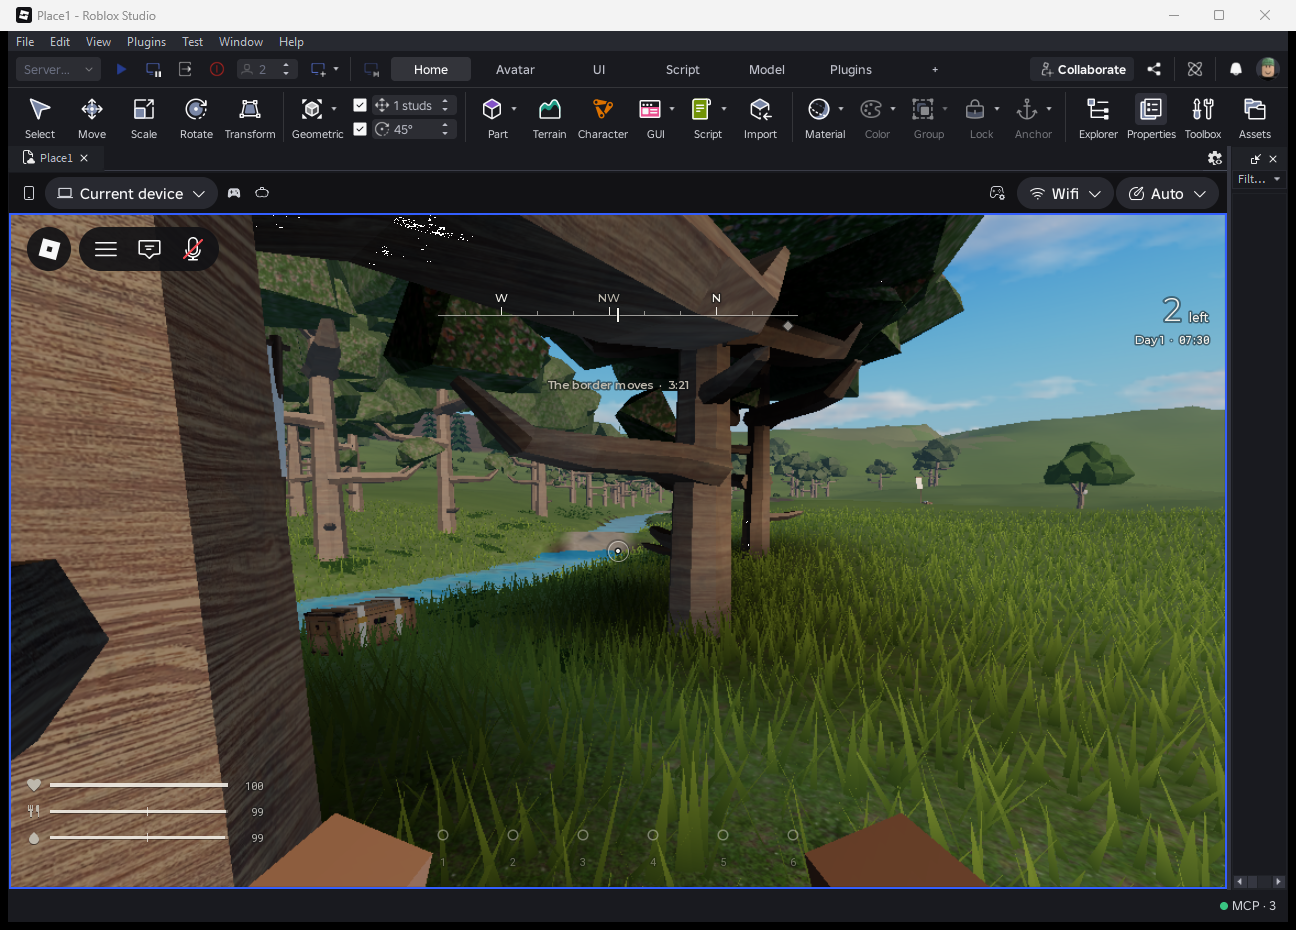 Place1 - Roblox Studio
File Edit View Plugins Test Window Help
Server... 2 Home Avatar UI Script Model Plugins + Collaborate
1 studs
45°
Select Move Scale Rotate Transform Geometric Part Terrain Character GUI Script Import Material Color Group Lock Anchor Explorer Properties Toolbox Assets
Place1
Filt...
Current device Wifi Auto
W NW N
2 left
Day1 · 07:30
The border moves · 3:21
100
99
99
1 2 3 4 5 6
MCP · 3